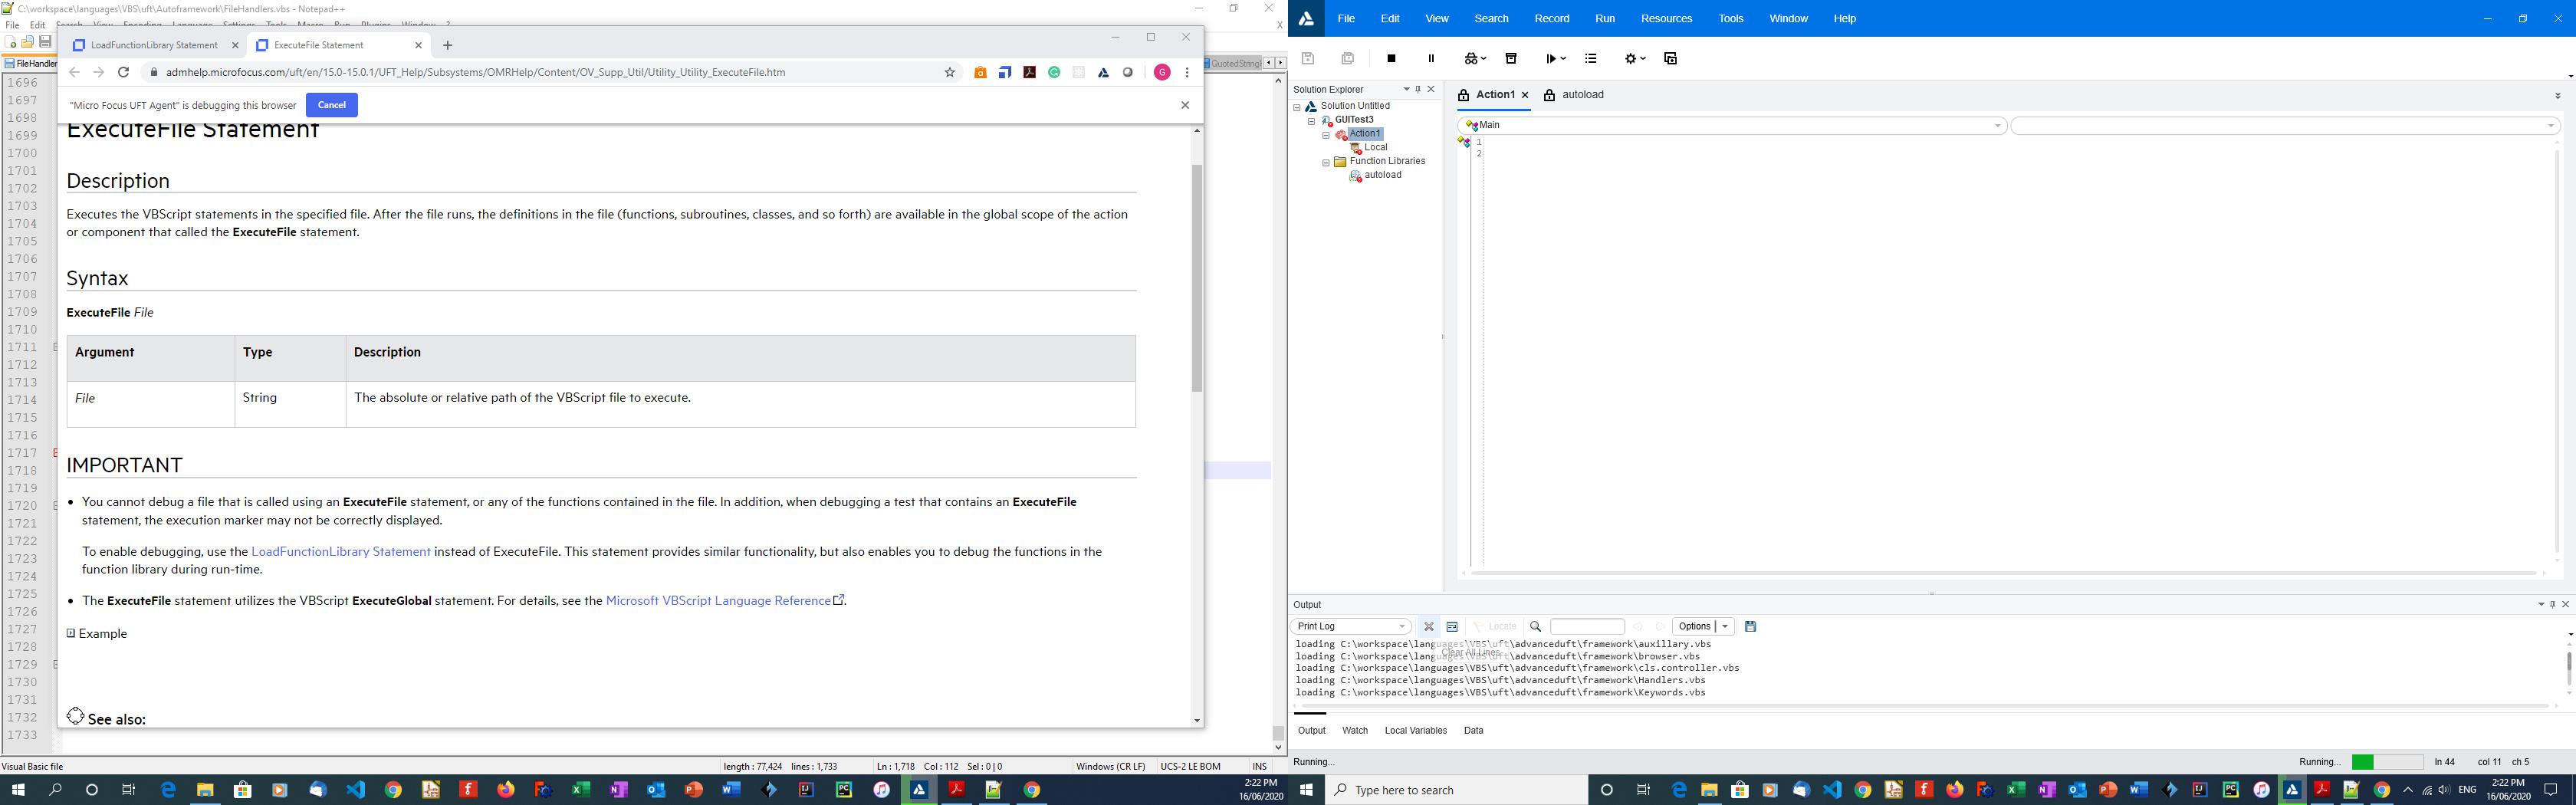 C:\workspace\languages\VBS\uft\Autoframework\FileHandlers.vbs - Notepad++
File Edit Search View Encoding Language Settings Tools Macro Run Plugins Window ?
X
FileHandler
QuotedStringH
LoadFunctionLibrary Statement
ExecuteFile Statement
admhelp.microfocus.com/uft/en/15.0-15.0.1/UFT_Help/Subsystems/OMRHelp/Content/OV_Supp_Util/Utility_Utility_ExecuteFile.htm
G
"Micro Focus UFT Agent" is debugging this browser Cancel
ExecuteFile Statement
Description
Executes the VBScript statements in the specified file. After the file runs, the definitions in the file (functions, subroutines, classes, and so forth) are available in the global scope of the action
or component that called the ExecuteFile statement.
Syntax
ExecuteFile File
Argument Type Description
File String The absolute or relative path of the VBScript file to execute.
IMPORTANT
• You cannot debug a file that is called using an ExecuteFile statement, or any of the functions contained in the file. In addition, when debugging a test that contains an ExecuteFile
statement, the execution marker may not be correctly displayed.
To enable debugging, use the LoadFunctionLibrary Statement instead of ExecuteFile. This statement provides similar functionality, but also enables you to debug the functions in the
function library during run-time.
• The ExecuteFile statement utilizes the VBScript ExecuteGlobal statement. For details, see the Microsoft VBScript Language Reference.
Example
See also:
1696
1697
1698
1699
1700
1701
1702
1703
1704
1705
1706
1707
1708
1709
1710
1711
1712
1713
1714
1715
1716
1717
1718
1719
1720
1721
1722
1723
1724
1725
1726
1727
1728
1729
1730
1731
1732
1733
Visual Basic file length : 77,424 lines : 1,733 Ln : 1,718 Col : 112 Sel : 0 | 0 Windows (CR LF) UCS-2 LE BOM INS
2:22 PM
16/06/2020
File Edit View Search Record Run Resources Tools Window Help
Solution Explorer
Solution Untitled
GUITest3
Action1
Local
Function Libraries
autoload
Action1 autoload
Main
1
2
Output
Print Log Locate Options
Clear All Lines
loading C:\workspace\languages\VBS\uft\advanceduft\framework\auxillary.vbs
loading C:\workspace\languages\VBS\uft\advanceduft\framework\browser.vbs
loading C:\workspace\languages\VBS\uft\advanceduft\framework\cls.controller.vbs
loading C:\workspace\languages\VBS\uft\advanceduft\framework\Handlers.vbs
loading C:\workspace\languages\VBS\uft\advanceduft\framework\Keywords.vbs
Output Watch Local Variables Data
Running... Running... ln 44 col 11 ch 5
Type here to search
ENG
2:22 PM
16/06/2020